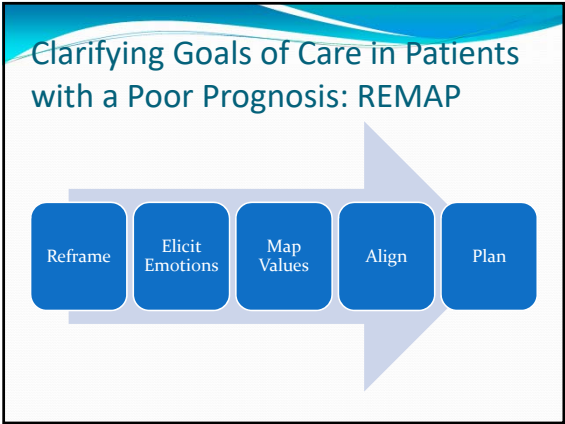 Clarifying Goals of Care in Patients
with a Poor Prognosis: REMAP
Reframe
Elicit
Emotions
Map
Values
Align
Plan